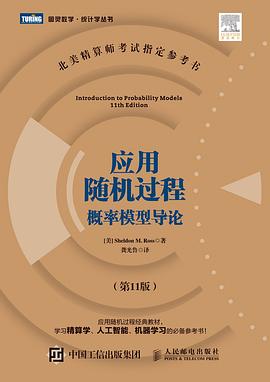 TURING
图灵数学·统计学丛书
ELSEVIER
北美精算师考试指定参考书
Introduction to Probability Models
11th Edition
应用
随机过程
概率模型导论
[美] Sheldon M. Ross 著
龚光鲁 译
(第11版)
应用随机过程经典教材,
学习精算学、人工智能、机器学习的必备参考书!
中国工信出版集团
人民邮电出版社
POSTS & TELECOM PRESS